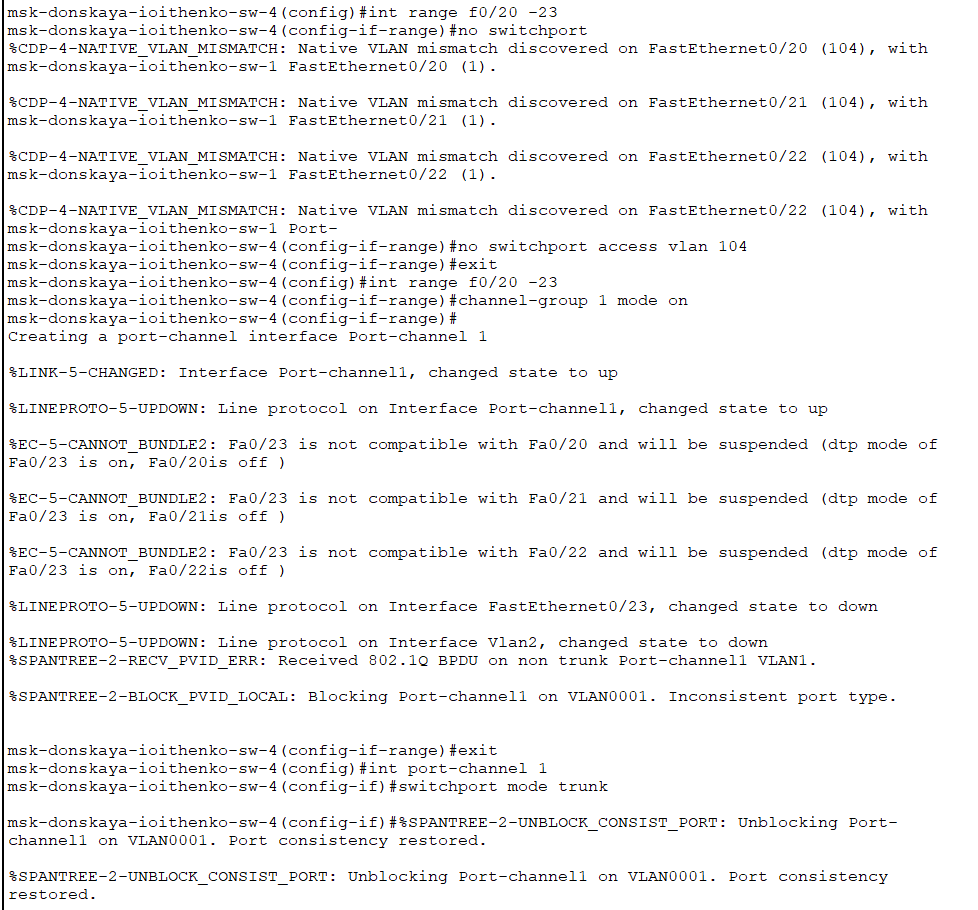 msk-donskaya-ioithenko-sw-4(config)#int range f0/20 -23
msk-donskaya-ioithenko-sw-4(config-if-range)#no switchport
%CDP-4-NATIVE_VLAN_MISMATCH: Native VLAN mismatch discovered on FastEthernet0/20 (104), with
msk-donskaya-ioithenko-sw-1 FastEthernet0/20 (1).
%CDP-4-NATIVE_VLAN_MISMATCH: Native VLAN mismatch discovered on FastEthernet0/21 (104), with
msk-donskaya-ioithenko-sw-1 FastEthernet0/21 (1).
%CDP-4-NATIVE_VLAN_MISMATCH: Native VLAN mismatch discovered on FastEthernet0/22 (104), with
msk-donskaya-ioithenko-sw-1 FastEthernet0/22 (1).
%CDP-4-NATIVE_VLAN_MISMATCH: Native VLAN mismatch discovered on FastEthernet0/22 (104), with
msk-donskaya-ioithenko-sw-1 Port-
msk-donskaya-ioithenko-sw-4(config-if-range)#no switchport access vlan 104
msk-donskaya-ioithenko-sw-4(config-if-range)#exit
msk-donskaya-ioithenko-sw-4(config)#int range f0/20 -23
msk-donskaya-ioithenko-sw-4(config-if-range)#channel-group 1 mode on
msk-donskaya-ioithenko-sw-4(config-if-range)#
Creating a port-channel interface Port-channel 1
%LINK-5-CHANGED: Interface Port-channel1, changed state to up
%LINEPROTO-5-UPDOWN: Line protocol on Interface Port-channel1, changed state to up
%EC-5-CANNOT_BUNDLE2: Fa0/23 is not compatible with Fa0/20 and will be suspended (dtp mode of
Fa0/23 is on, Fa0/20is off )
%EC-5-CANNOT_BUNDLE2: Fa0/23 is not compatible with Fa0/21 and will be suspended (dtp mode of
Fa0/23 is on, Fa0/21is off )
%EC-5-CANNOT_BUNDLE2: Fa0/23 is not compatible with Fa0/22 and will be suspended (dtp mode of
Fa0/23 is on, Fa0/22is off )
%LINEPROTO-5-UPDOWN: Line protocol on Interface FastEthernet0/23, changed state to down
%LINEPROTO-5-UPDOWN: Line protocol on Interface Vlan2, changed state to down
%SPANTREE-2-RECV_PVID_ERR: Received 802.1Q BPDU on non trunk Port-channel1 VLAN1.
%SPANTREE-2-BLOCK_PVID_LOCAL: Blocking Port-channel1 on VLAN0001. Inconsistent port type.
msk-donskaya-ioithenko-sw-4(config-if-range)#exit
msk-donskaya-ioithenko-sw-4(config)#int port-channel 1
msk-donskaya-ioithenko-sw-4(config-if)#switchport mode trunk
msk-donskaya-ioithenko-sw-4(config-if)#%SPANTREE-2-UNBLOCK_CONSIST_PORT: Unblocking Port-
channel1 on VLAN0001. Port consistency restored.
%SPANTREE-2-UNBLOCK_CONSIST_PORT: Unblocking Port-channel1 on VLAN0001. Port consistency
restored.